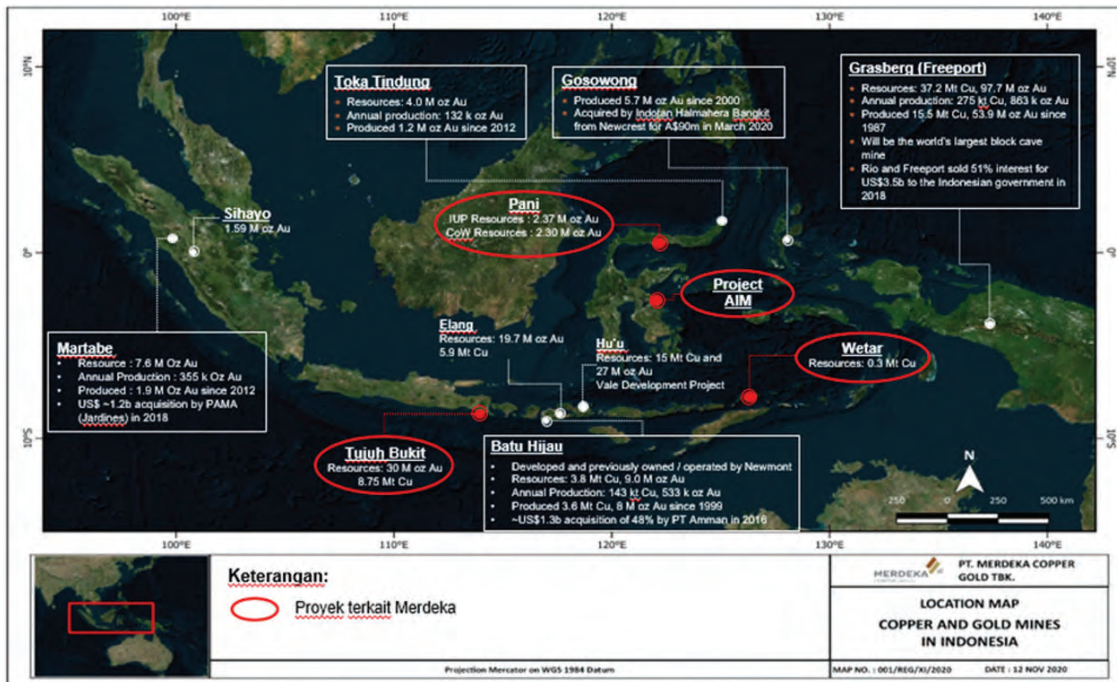 100°0'E
110°0'E
120°0'E
130°0'E
140°0'E
10°N
0°
10°S
10°N
0°
10°S
Toka Tindung
Resources: 4.0 M oz Au
Annual production: 132 k oz Au
Produced 1.2 M oz Au since 2012
Gosowong
Produced 5.7 M oz Au since 2000
Acquired by Indotan Halmahera Bangkit
from Newcrest for A$90m in March 2020
Grasberg (Freeport)
Resources: 37.2 Mt Cu, 97.7 M oz Au
Annual production: 275 kt Cu, 863 k oz Au
Produced 15.5 Mt Cu, 53.9 M oz Au since
1987
Will be the world's largest block cave
mine
Rio and Freeport sold 51% interest for
US$3.5b to the Indonesian government in
2018
Sihayo
1.59 M oz Au
Pani
IUP Resources : 2.37 M oz Au
CoW Resources : 2.30 M oz Au
Project
AIM
Martabe
Resource : 7.6 M Oz Au
Annual Production : 355 k Oz Au
Produced : 1.9 M Oz Au since 2012
US$ ~1.2b acquisition by PAMA
(Jardines) in 2018
Elang
Resources: 19.7 M oz Au
5.9 Mt Cu
Hu'u
Resources: 15 Mt Cu and
27 M oz Au
Vale Development Project
Wetar
Resources: 0.3 Mt Cu
Tujuh Bukit
Resources: 30 M oz Au
8.75 Mt Cu
Batu Hijau
Developed and previously owned / operated by Newmont
Resources: 3.8 Mt Cu, 9.0 M oz Au
Annual Production: 143 kt Cu, 533 k oz Au
Produced 3.6 Mt Cu, 8 M oz Au since 1999
~US$1.3b acquisition of 48% by PT Amman in 2016
N
250 0 250 500 km
100°0'E
110°0'E
120°0'E
130°0'E
140°0'E
Keterangan:
Proyek terkait Merdeka
Projection Mercator on WGS 1984 Datum
MERDEKA
PT. MERDEKA COPPER
GOLD TBK.
LOCATION MAP
COPPER AND GOLD MINES
IN INDONESIA
MAP NO. : 001/REG/XI/2020
DATE : 12 NOV 2020